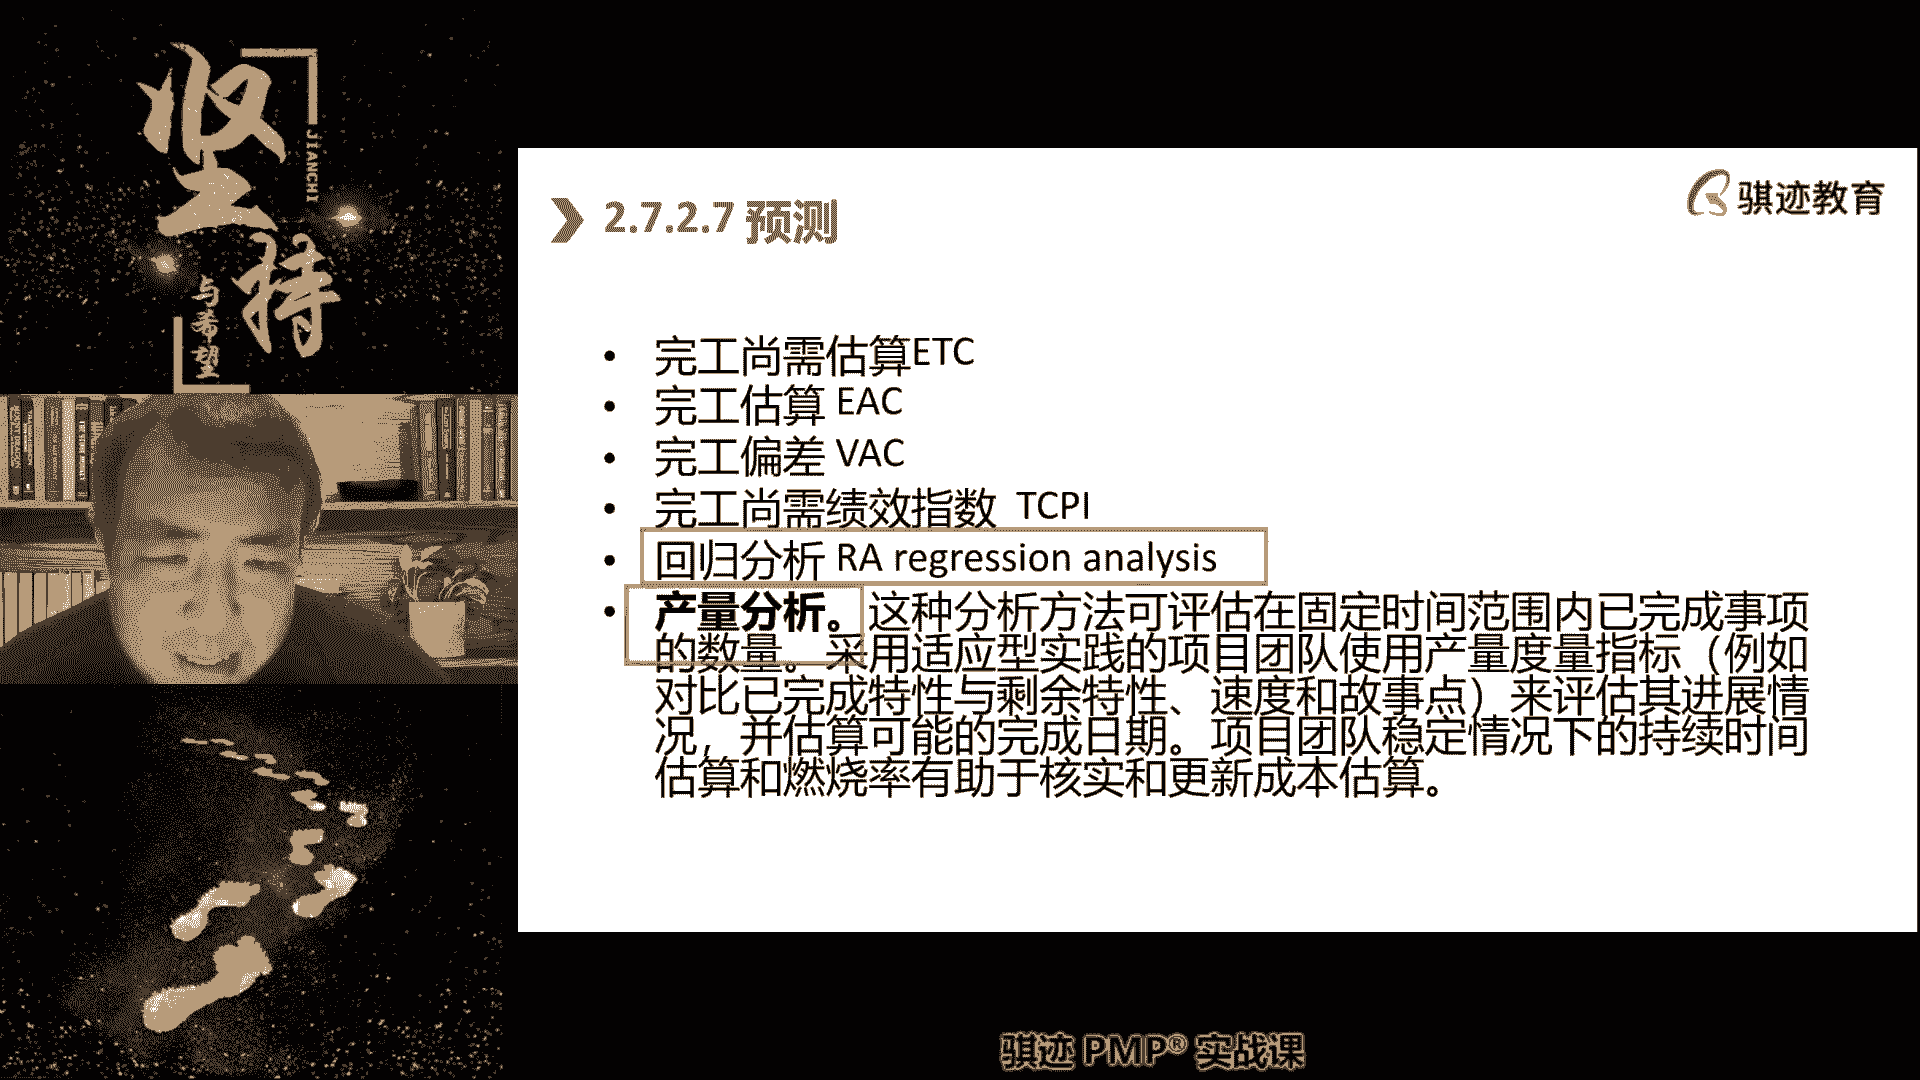 坚持
JIANCHI
与希望
骐迹教育
2.7.2.7 预测
• 完工尚需估算ETC
• 完工估算 EAC
• 完工偏差 VAC
• 完工尚需绩效指数 TCPI
• 回归分析 RA regression analysis
• 产量分析。这种分析方法可评估在固定时间范围内已完成事项
的数量。采用适应型实践的项目团队使用产量度量指标（例如
对比已完成特性与剩余特性、速度和故事点）来评估其进展情
况，并估算可能的完成日期。项目团队稳定情况下的持续时间
估算和燃烧率有助于核实和更新成本估算。
骐迹 PMP® 实战课